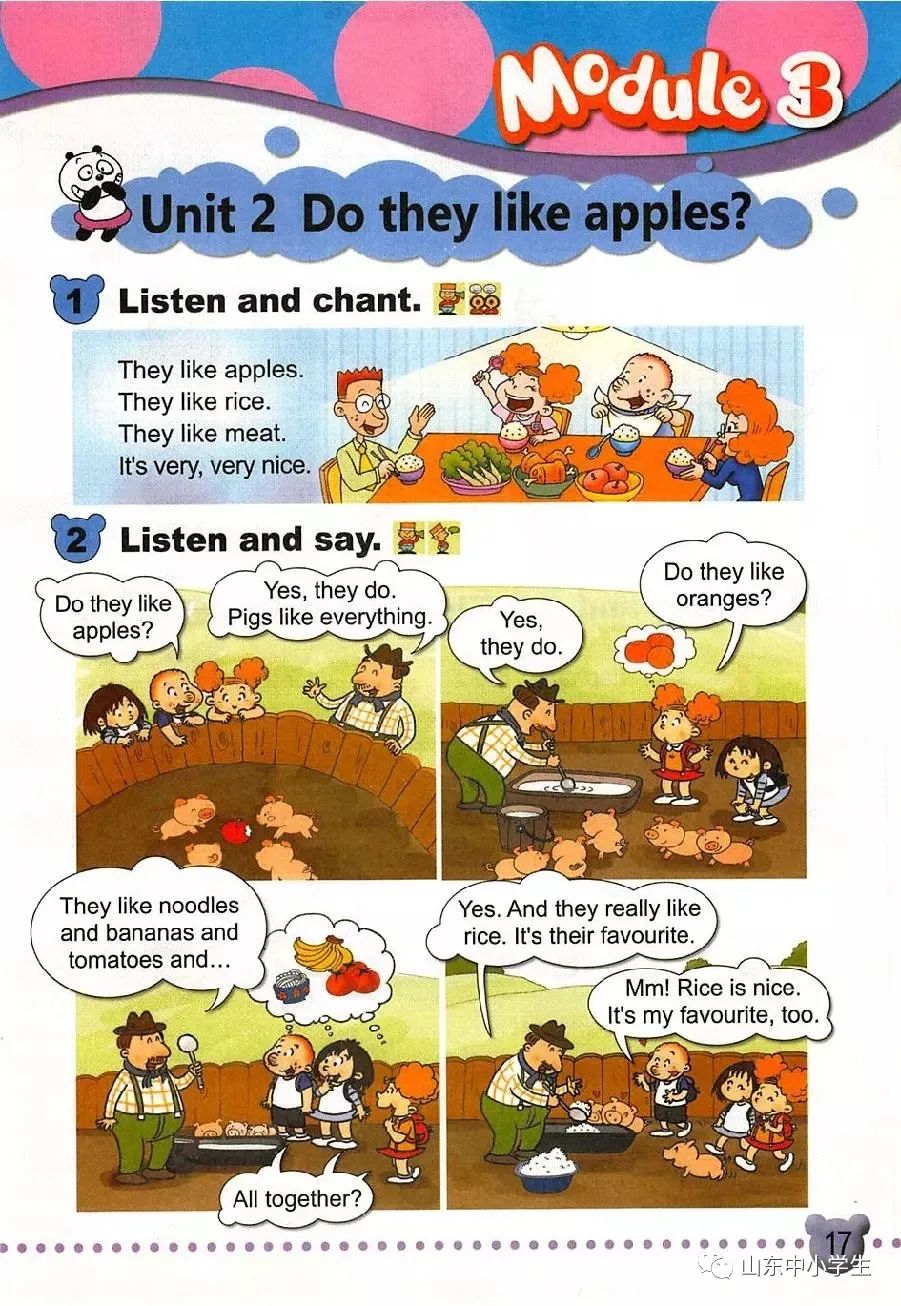 Module 3
Unit 2 Do they like apples?
1 Listen and chant.
They like apples.
They like rice.
They like meat.
It's very, very nice.
2 Listen and say.
Do they like
apples?
Yes, they do.
Pigs like everything.
Do they like
oranges?
Yes,
they do.
They like noodles
and bananas and
tomatoes and...
All together?
Yes. And they really like
rice. It's their favourite.
Mm! Rice is nice.
It's my favourite, too.
17
山东中小学生